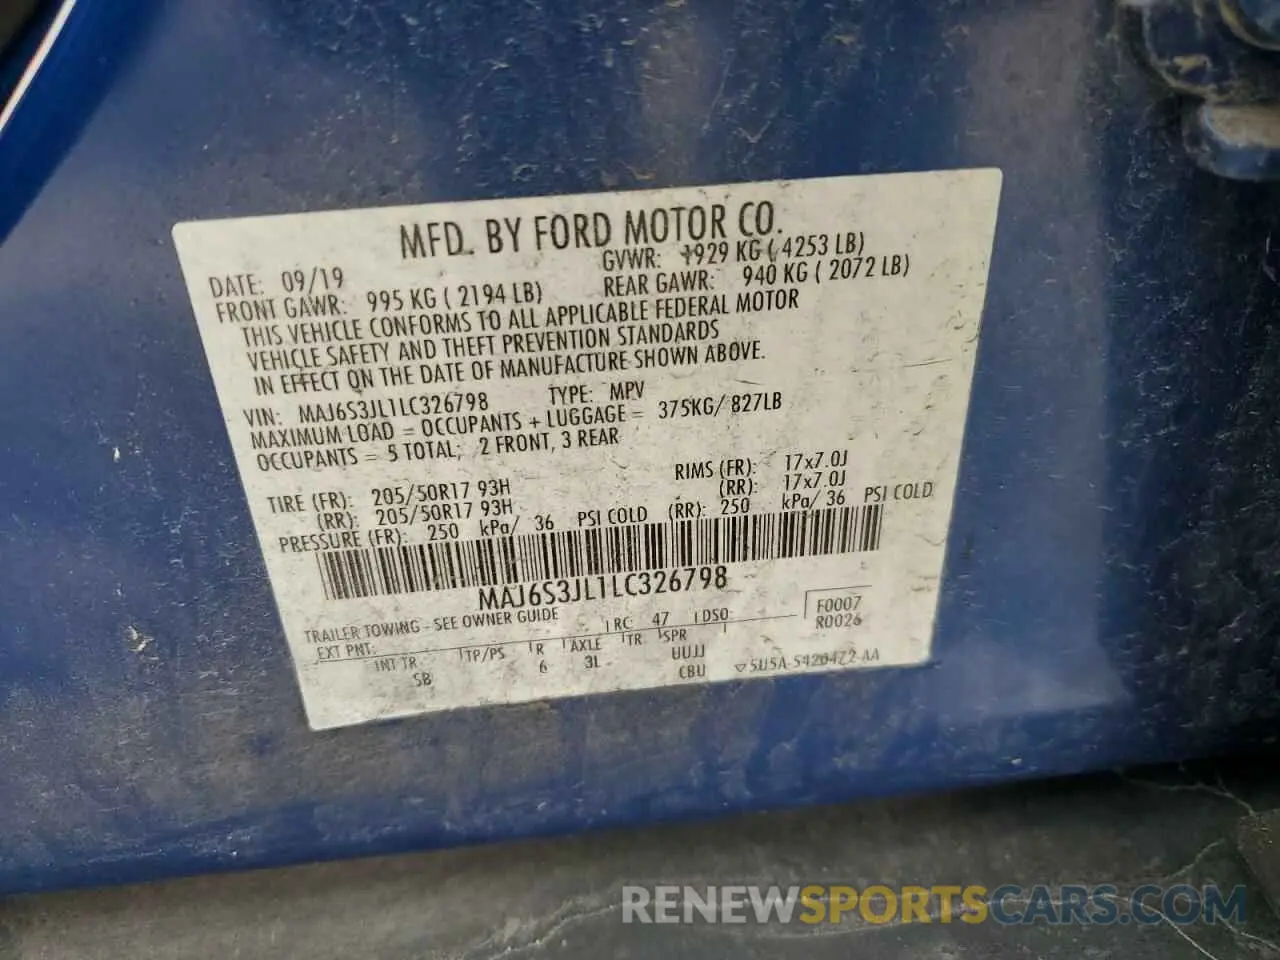 MFD. BY FORD MOTOR CO.
DATE: 09/19 GVWR: 1929 KG ( 4253 LB)
FRONT GAWR: 995 KG ( 2194 LB) REAR GAWR: 940 KG ( 2072 LB)
THIS VEHICLE CONFORMS TO ALL APPLICABLE FEDERAL MOTOR
VEHICLE SAFETY AND THEFT PREVENTION STANDARDS
IN EFFECT ON THE DATE OF MANUFACTURE SHOWN ABOVE.
VIN: MAJ6S3JL1LC326798 TYPE: MPV
MAXIMUM LOAD = OCCUPANTS + LUGGAGE = 375KG/ 827LB
OCCUPANTS = 5 TOTAL; 2 FRONT, 3 REAR
TIRE (FR): 205/50R17 93H RIMS (FR): 17x7.0J
(RR): 205/50R17 93H (RR): 17x7.0J
PRESSURE (FR): 250 kPa/ 36 PSI COLD (RR): 250 kPa/ 36 PSI COLD
MAJ6S3JL1LC326798
TRAILER TOWING - SEE OWNER GUIDE
EXT PNT: RC: 47 DSO: F0007
R0026
INT TR TP/PS R AXLE TR SPR
SB 6 3L UUJJ
CBU 5U5A-5420472-AA
RENEWSPORTSCARS.COM